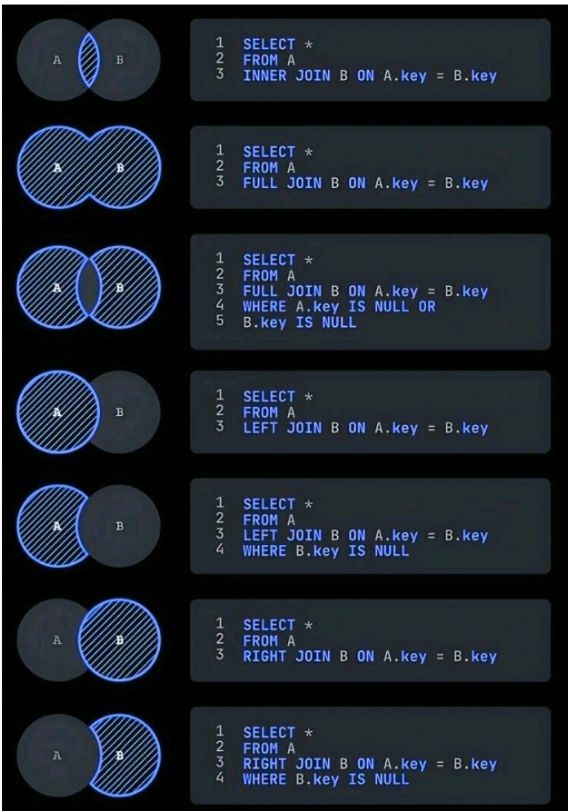 A B
1 SELECT *
2 FROM A
3 INNER JOIN B ON A.key = B.key
A B
1 SELECT *
2 FROM A
3 FULL JOIN B ON A.key = B.key
A B
1 SELECT *
2 FROM A
3 FULL JOIN B ON A.key = B.key
4 WHERE A.key IS NULL OR
5 B.key IS NULL
A B
1 SELECT *
2 FROM A
3 LEFT JOIN B ON A.key = B.key
A B
1 SELECT *
2 FROM A
3 LEFT JOIN B ON A.key = B.key
4 WHERE B.key IS NULL
A B
1 SELECT *
2 FROM A
3 RIGHT JOIN B ON A.key = B.key
A B
1 SELECT *
2 FROM A
3 RIGHT JOIN B ON A.key = B.key
4 WHERE B.key IS NULL